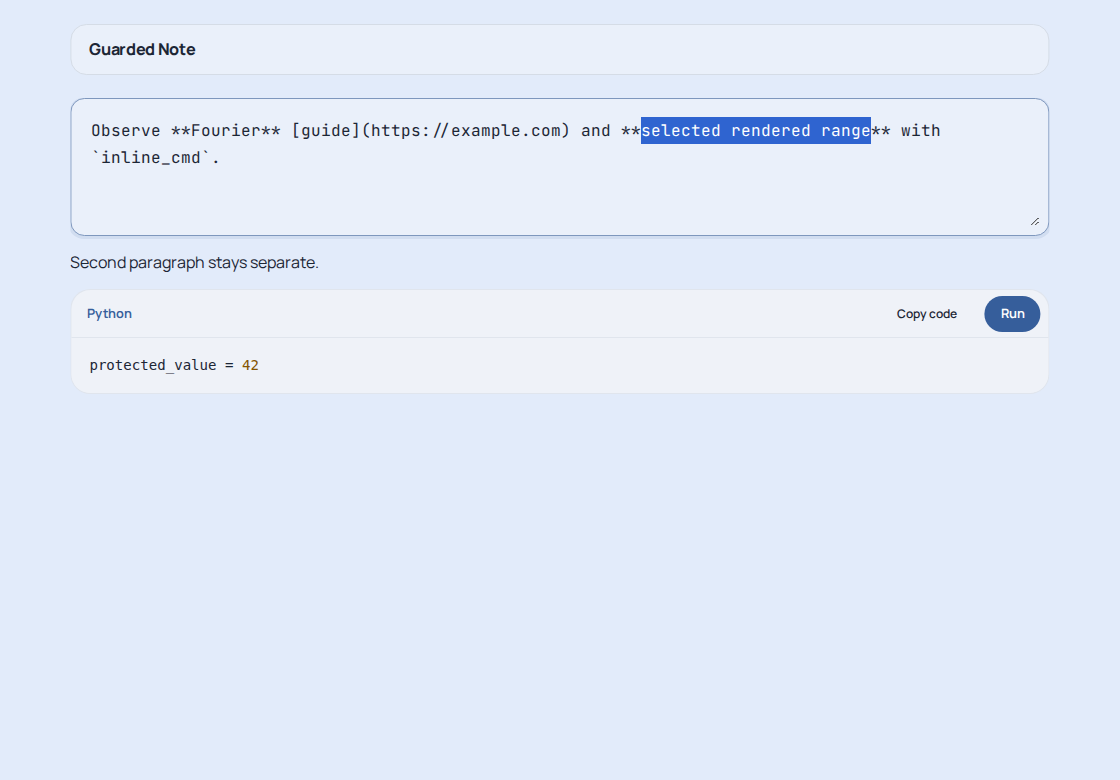 Guarded Note
Observe **Fourier** [guide](https://example.com) and **selected rendered range** with
`inline_cmd`.
Second paragraph stays separate.
Python
Copy code
Run
protected_value = 42